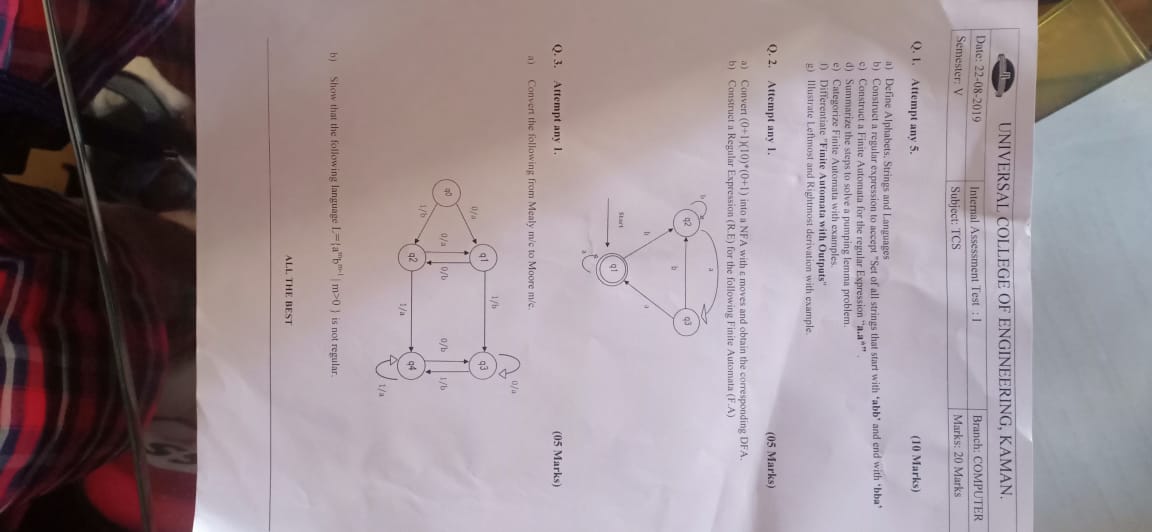 UNIVERSAL COLLEGE OF ENGINEERING, KAMAN.
Date: 22-08-2019 Internal Assessment Test : I Branch: COMPUTER
Semester: V Subject: TCS Marks: 20 Marks
Q. 1. Attempt any 5. (10 Marks)
a) Define Alphabets, Strings and Languages
b) Construct a regular expression to accept "Set of all strings that start with ‘abb’ and end with ‘bba’
c) Construct a Finite Automata for the regular Expression "a.a*" .
d) Summarize the steps to solve a pumping lemma problem.
e) Categorize Finite Automata with examples.
f) Differentiate "Finite Automata with Outputs"
g) Illustrate Leftmost and Rightmost derivation with example.
Q. 2. Attempt any 1. (05 Marks)
a) Convert (0+1)(10)*(0+1) into a NFA with ε moves and obtain the corresponding DFA.
b) Construct a Regular Expression (R.E) for the following Finite Automata (F.A)
a
b
q2 q3
b
b a
Start
q1
a
Q. 3. Attempt any 1. (05 Marks)
a) Convert the following from Mealy m/c to Moore m/c.
0/a
1/b
q1 q3
0/a
q0 0/a 0/b 0/b 1/b
1/b
q2 q4
1/a
1/a
b) Show that the following language L={aᵐbᵐ⁻¹ | m>0 } is not regular.
ALL THE BEST